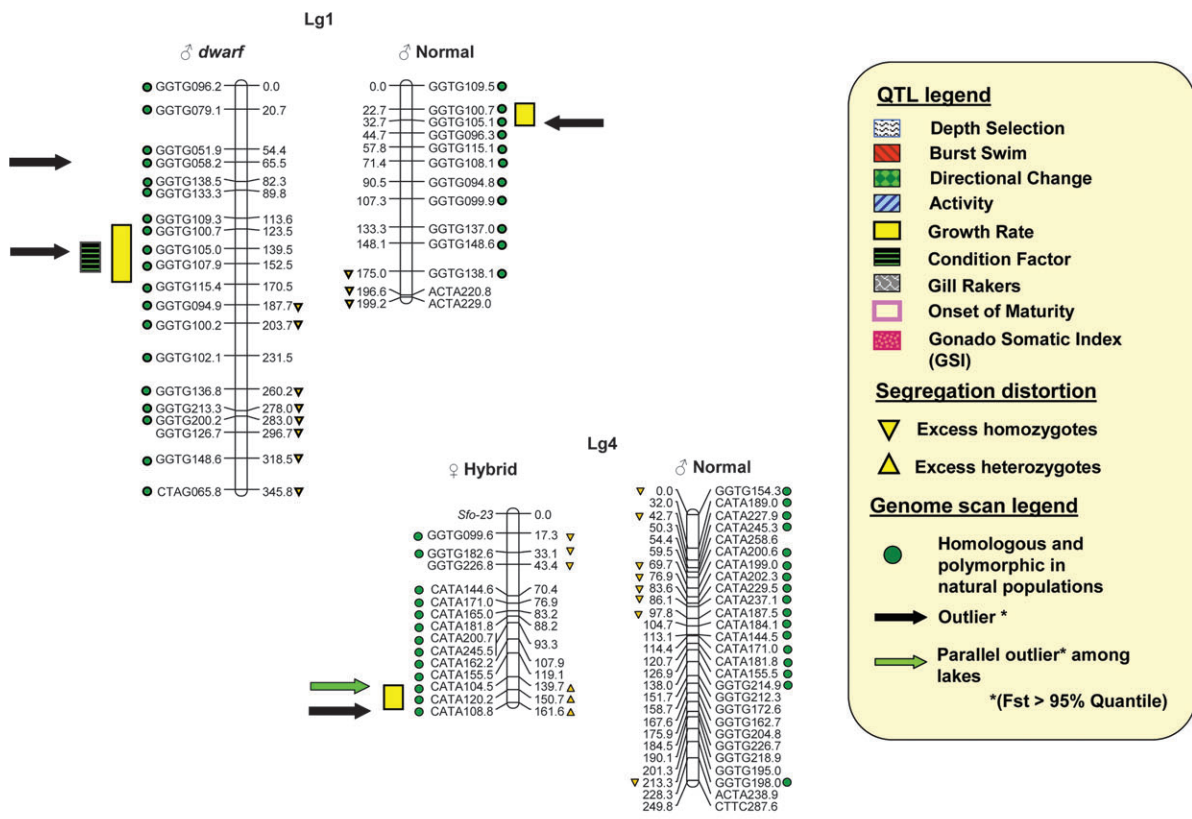 Lg1
♂ dwarf
GGTG096.2 0.0
GGTG079.1 20.7
GGTG051.9 54.4
GGTG058.2 65.5
GGTG138.5 82.3
GGTG133.3 89.8
GGTG109.3 113.6
GGTG100.7 123.5
GGTG105.0 139.5
GGTG107.9 152.5
GGTG115.4 170.5
GGTG094.9 187.7
GGTG100.2 203.7
GGTG102.1 231.5
GGTG136.8 260.2
GGTG213.3 278.0
GGTG200.2 283.0
GGTG126.7 296.7
GGTG148.6 318.5
CTAG065.8 345.8
♂ Normal
0.0 GGTG109.5
22.7 GGTG100.7
32.7 GGTG105.1
44.7 GGTG096.3
57.8 GGTG115.1
71.4 GGTG108.1
90.5 GGTG094.8
107.3 GGTG099.9
133.3 GGTG137.0
148.1 GGTG148.6
175.0 GGTG138.1
196.6 ACTA220.8
199.2 ACTA229.0
Lg4
♀ Hybrid
Sfo-23 0.0
GGTG099.6 17.3
GGTG182.6 33.1
GGTG226.8 43.4
CATA144.6 70.4
CATA171.0 76.9
CATA165.0 83.2
CATA181.8 88.2
CATA200.7
CATA245.5 93.3
CATA162.2 107.9
CATA155.5 119.1
CATA104.5 139.7
CATA120.2 150.7
CATA108.8 161.6
♂ Normal
0.0 GGTG154.3
32.0 CATA189.0
42.7 CATA227.9
50.3 CATA245.3
54.4 CATA258.6
59.5 CATA200.6
69.7 CATA199.0
76.9 CATA202.3
83.6 CATA229.5
86.1 CATA237.1
97.8 CATA187.5
104.7 CATA184.1
113.1 CATA144.5
114.4 CATA171.0
120.7 CATA181.8
126.9 CATA155.5
138.0 GGTG214.9
151.7 GGTG212.3
158.7 GGTG172.6
167.6 GGTG162.7
175.9 GGTG204.8
184.5 GGTG226.7
190.1 GGTG218.9
201.3 GGTG195.0
213.3 GGTG198.0
228.3 ACTA238.9
249.8 CTTC287.6
QTL legend
Depth Selection
Burst Swim
Directional Change
Activity
Growth Rate
Condition Factor
Gill Rakers
Onset of Maturity
Gonado Somatic Index
(GSI)
Segregation distortion
Excess homozygotes
Excess heterozygotes
Genome scan legend
Homologous and
polymorphic in
natural populations
Outlier *
Parallel outlier* among
lakes
*(Fst > 95% Quantile)